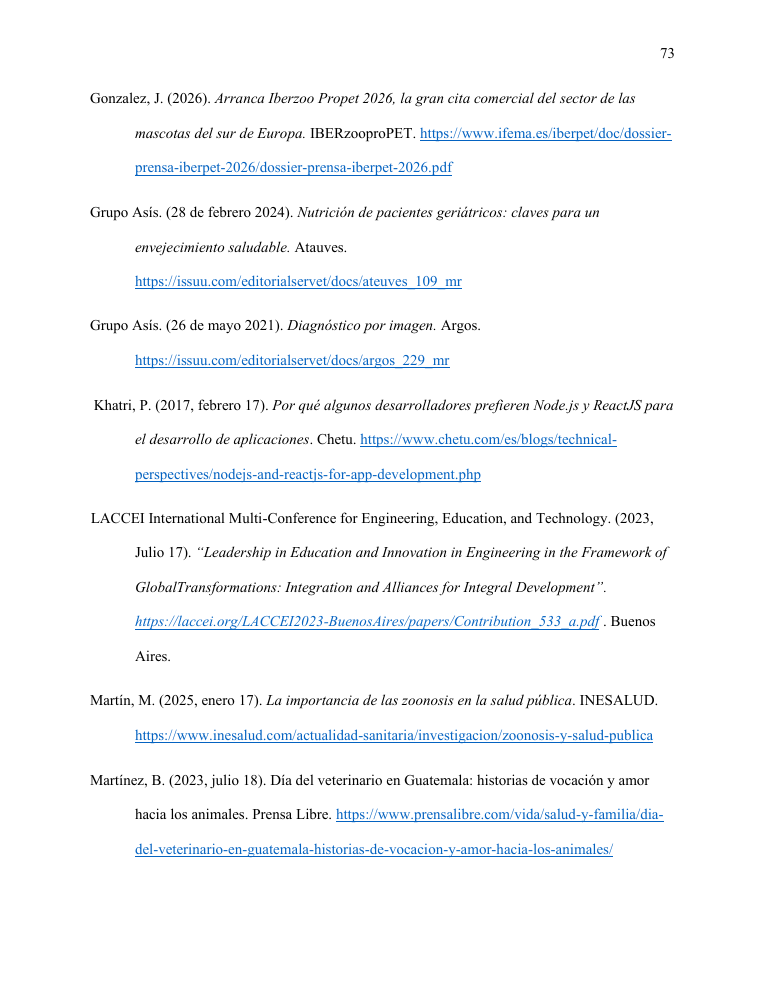 73
Gonzalez, J. (2026). Arranca Iberzoo Propet 2026, la gran cita comercial del sector de las
mascotas del sur de Europa. IBERzooproPET. https://www.ifema.es/iberpet/doc/dossier-
prensa-iberpet-2026/dossier-prensa-iberpet-2026.pdf
Grupo Asís. (28 de febrero 2024). Nutrición de pacientes geriátricos: claves para un
envejecimiento saludable. Atauves.
https://issuu.com/editorialservet/docs/ateuves_109_mr
Grupo Asís. (26 de mayo 2021). Diagnóstico por imagen. Argos.
https://issuu.com/editorialservet/docs/argos_229_mr
Khatri, P. (2017, febrero 17). Por qué algunos desarrolladores prefieren Node.js y ReactJS para
el desarrollo de aplicaciones. Chetu. https://www.chetu.com/es/blogs/technical-
perspectives/nodejs-and-reactjs-for-app-development.php
LACCEI International Multi-Conference for Engineering, Education, and Technology. (2023,
Julio 17). “Leadership in Education and Innovation in Engineering in the Framework of
GlobalTransformations: Integration and Alliances for Integral Development”.
https://laccei.org/LACCEI2023-BuenosAires/papers/Contribution_533_a.pdf . Buenos
Aires.
Martín, M. (2025, enero 17). La importancia de las zoonosis en la salud pública. INESALUD.
https://www.inesalud.com/actualidad-sanitaria/investigacion/zoonosis-y-salud-publica
Martínez, B. (2023, julio 18). Día del veterinario en Guatemala: historias de vocación y amor
hacia los animales. Prensa Libre. https://www.prensalibre.com/vida/salud-y-familia/dia-
del-veterinario-en-guatemala-historias-de-vocacion-y-amor-hacia-los-animales/